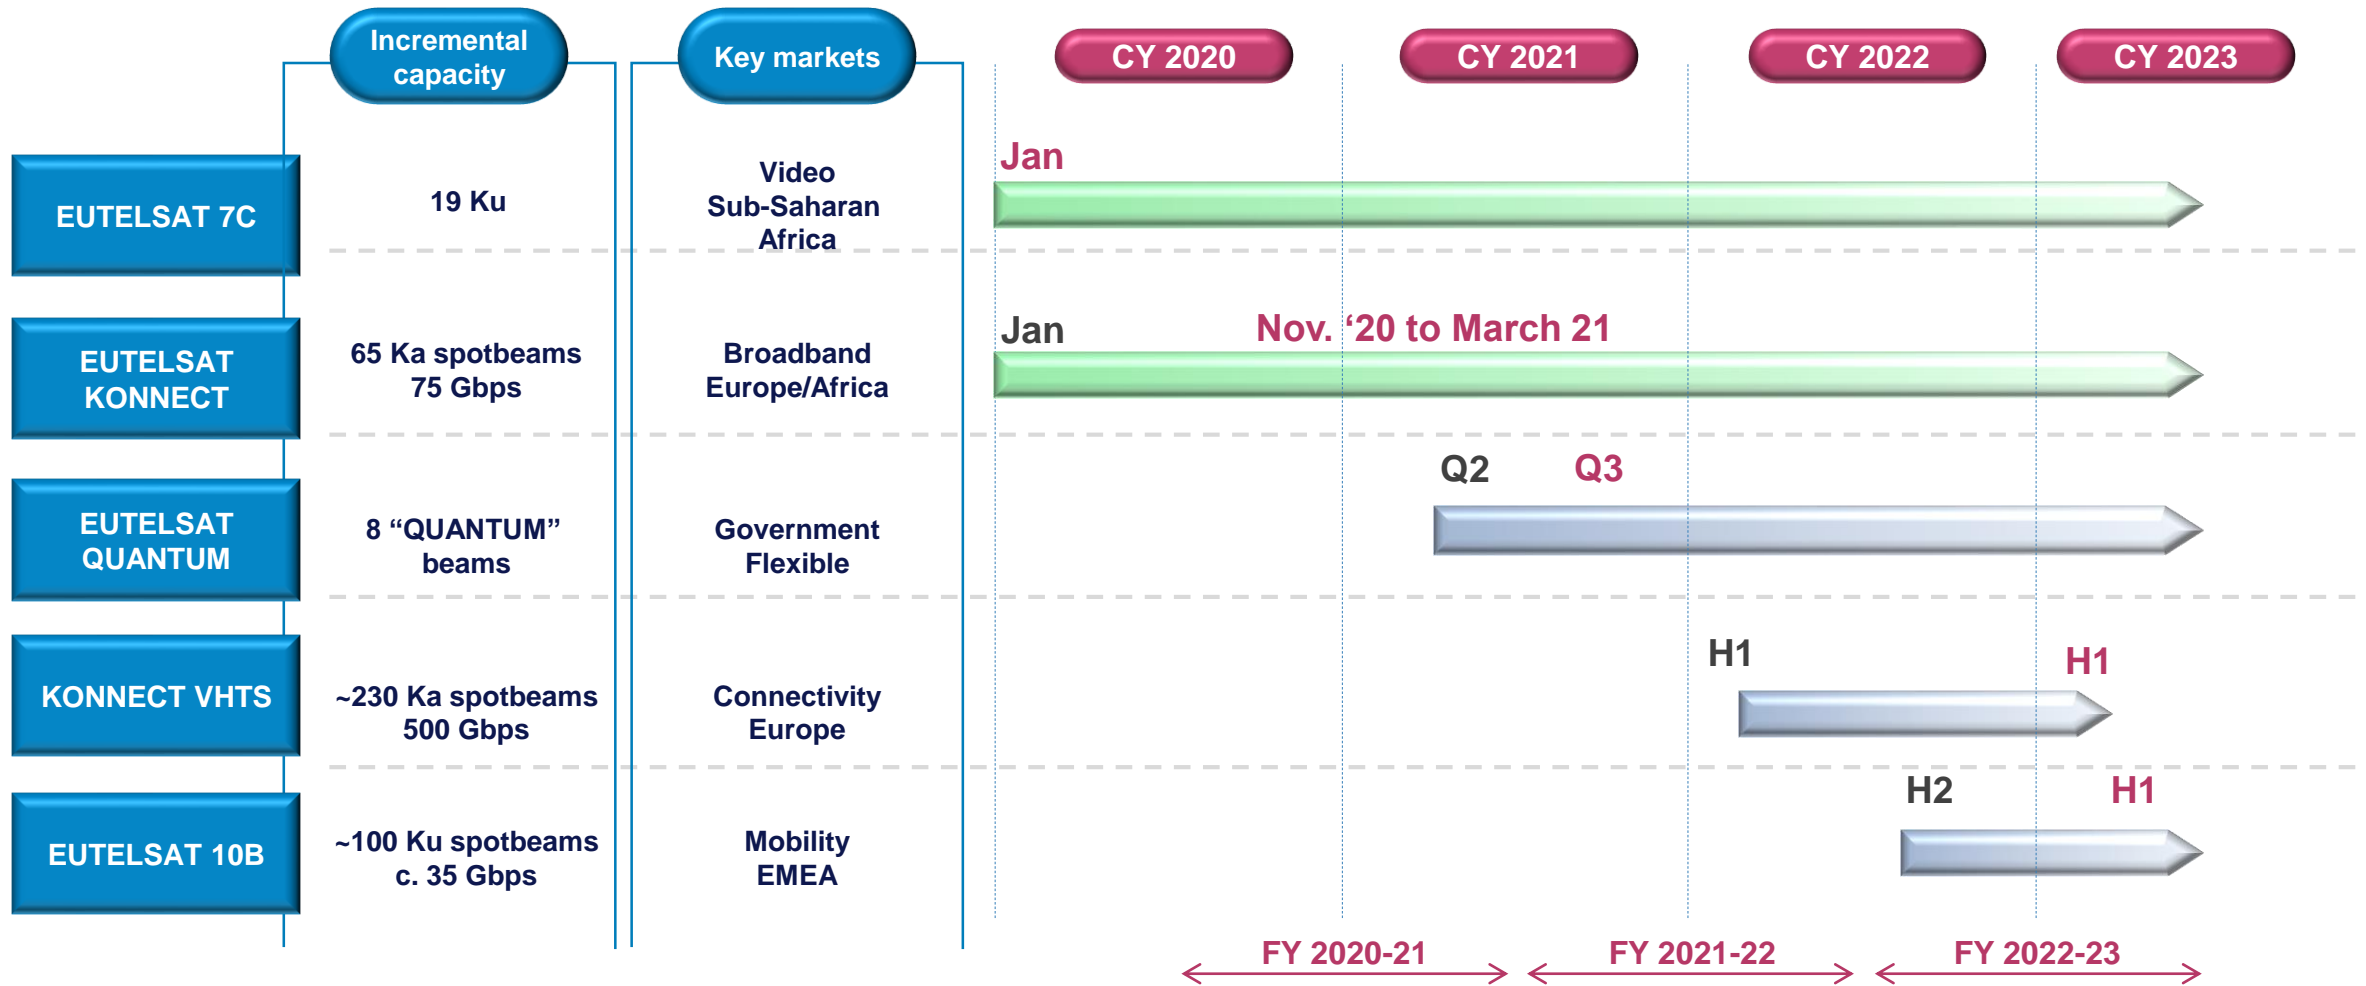 Incremental
capacity
Key markets
CY 2020
CY 2021
CY 2022
CY 2023
EUTELSAT 7C
19 Ku
Video
Sub-Saharan
Africa
Jan
EUTELSAT
KONNECT
65 Ka spotbeams
75 Gbps
Broadband
Europe/Africa
Jan
Nov. ‘20 to March 21
EUTELSAT
QUANTUM
8 “QUANTUM”
beams
Government
Flexible
Q2
Q3
KONNECT VHTS
~230 Ka spotbeams
500 Gbps
Connectivity
Europe
H1
H1
EUTELSAT 10B
~100 Ku spotbeams
c. 35 Gbps
Mobility
EMEA
H2
H1
FY 2020-21
FY 2021-22
FY 2022-23